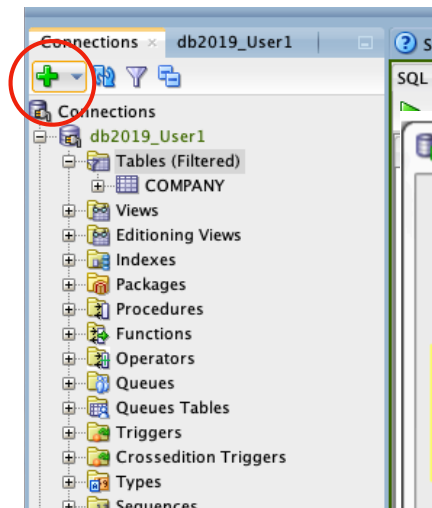 Connections db2019_User1
S
SQL
Connections
db2019_User1
Tables (Filtered)
COMPANY
Views
Editioning Views
Indexes
Packages
Procedures
Functions
Operators
Queues
Queues Tables
Triggers
Crossedition Triggers
Types
Sequences